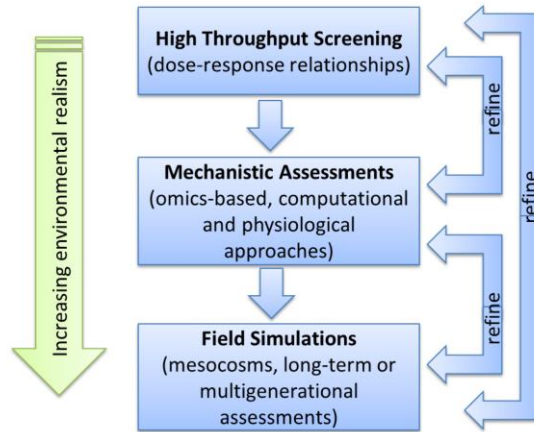 Increasing environmental realism
High Throughput Screening
(dose-response relationships)
refine
Mechanistic Assessments
(omics-based, computational
and physiological
approaches)
refine
refine
Field Simulations
(mesocosms, long-term or
multigenerational
assessments)